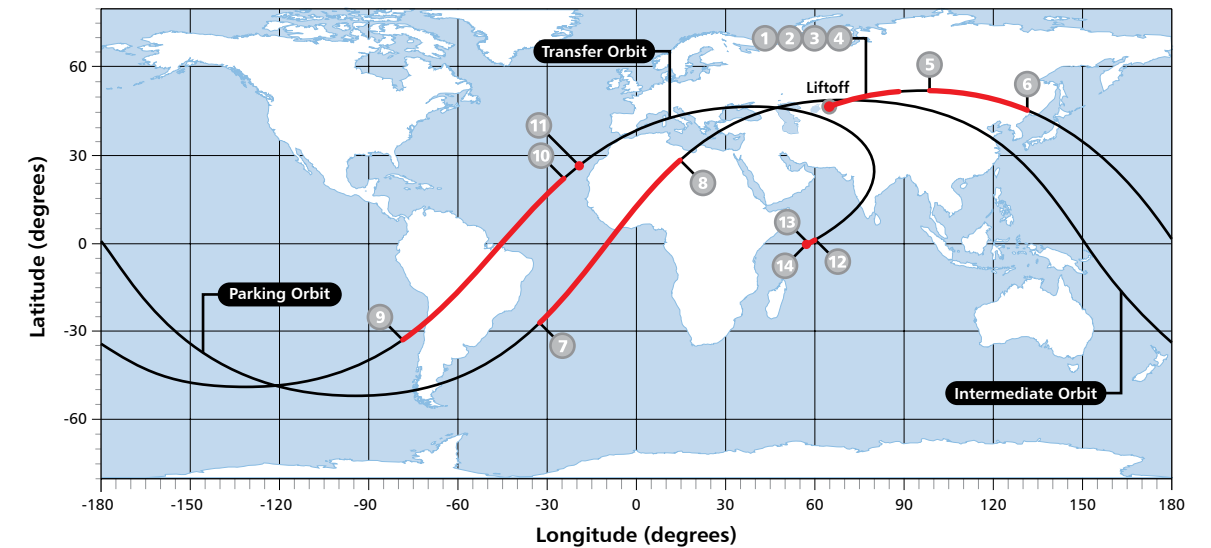 1 2 3 4
Transfer Orbit
5
60
Liftoff
6
11
10
30
8
13
0
14 12
Parking Orbit
9
-30
7
Intermediate Orbit
-60
Latitude (degrees)
-180 -150 -120 -90 -60 -30 0 30 60 90 120 150 180
Longitude (degrees)